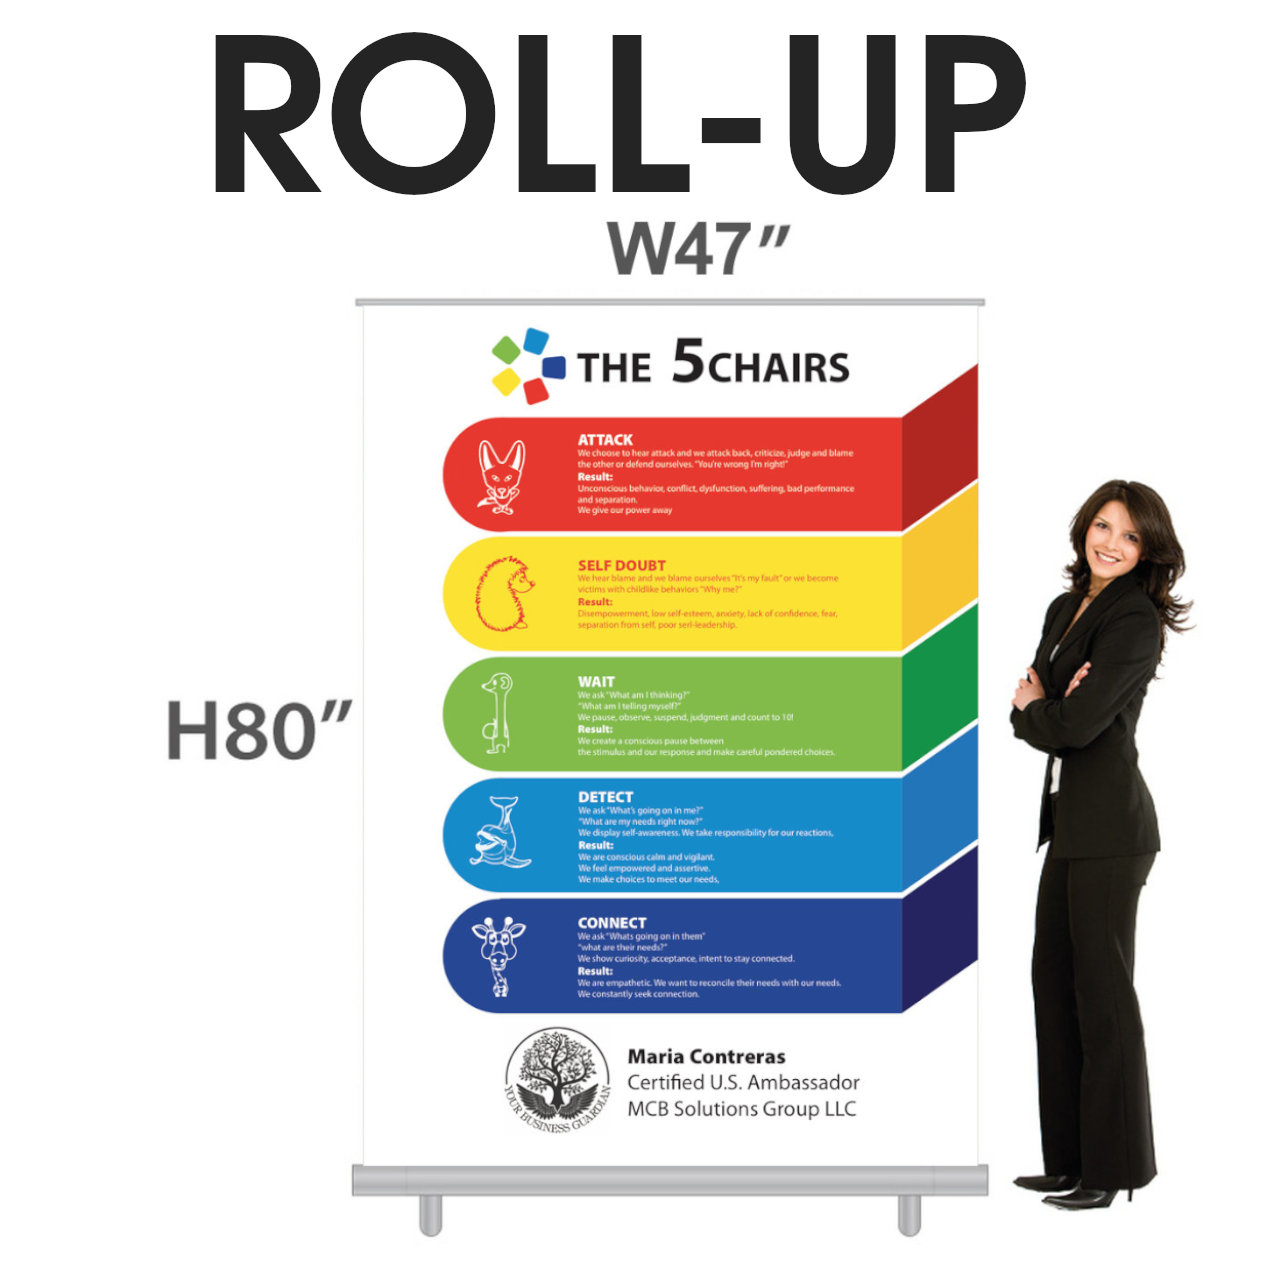 ROLL-UP
W47"
THE 5CHAIRS
ATTACK
We choose to hear attack and we attack back, criticize, judge and blame
the other or defend ourselves. "You're wrong I'm right!"
Result:
Unconscious behavior, conflict, dysfunction, suffering, bad performance
and separation.
We give our power away
SELF DOUBT
We hear blame and we blame ourselves "It's my fault" or we become
victims with childlike behaviors "Why me?"
Result:
Disempowerment, low self-esteem, anxiety, lack of confidence, fear,
separation from self, poor serl-leadership.
WAIT
We ask "What am I thinking?"
"What am I telling myself?"
We pause, observe, suspend, judgment and count to 10!
Result:
We create a conscious pause between
the stimulus and our response and make careful pondered choices.
H80"
DETECT
We ask "What's going on in me?"
"What are my needs right now?"
We display self-awareness. We take responsibility for our reactions,
Result:
We are conscious calm and vigilant.
We feel empowered and assertive.
We make choices to meet our needs,
CONNECT
We ask "Whats going on in them"
"what are their needs?"
We show curiosity, acceptance, intent to stay connected.
Result:
We are empathetic. We want to reconcile their needs with our needs.
We constantly seek connection.
YOUR BUSINESS GUARDIAN
Maria Contreras
Certified U.S. Ambassador
MCB Solutions Group LLC